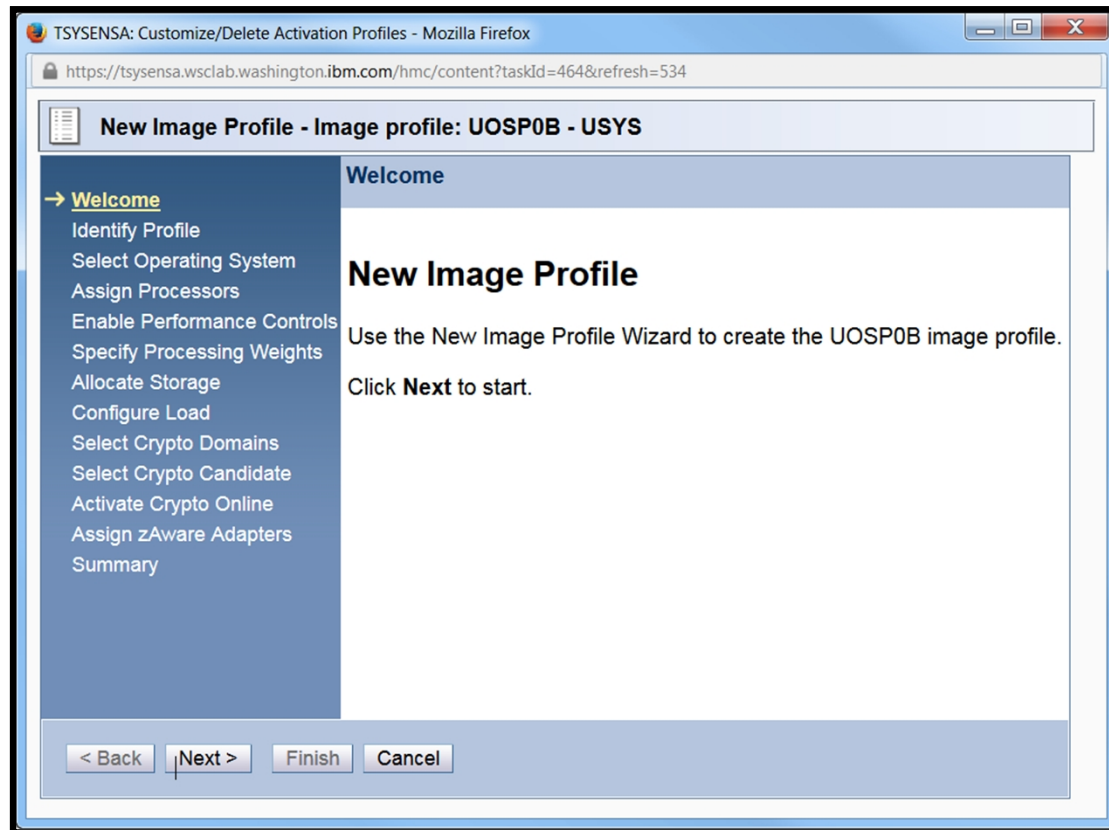 TSYSENSA: Customize/Delete Activation Profiles - Mozilla Firefox
https://tsysensa.wsclab.washington.ibm.com/hmc/content?taskId=464&refresh=534
New Image Profile - Image profile: UOSP0B - USYS
Welcome
Identify Profile
Select Operating System
Assign Processors
Enable Performance Controls
Specify Processing Weights
Allocate Storage
Configure Load
Select Crypto Domains
Select Crypto Candidate
Activate Crypto Online
Assign zAware Adapters
Summary
Welcome
New Image Profile
Use the New Image Profile Wizard to create the UOSP0B image profile.
Click Next to start.
< Back Next > Finish Cancel